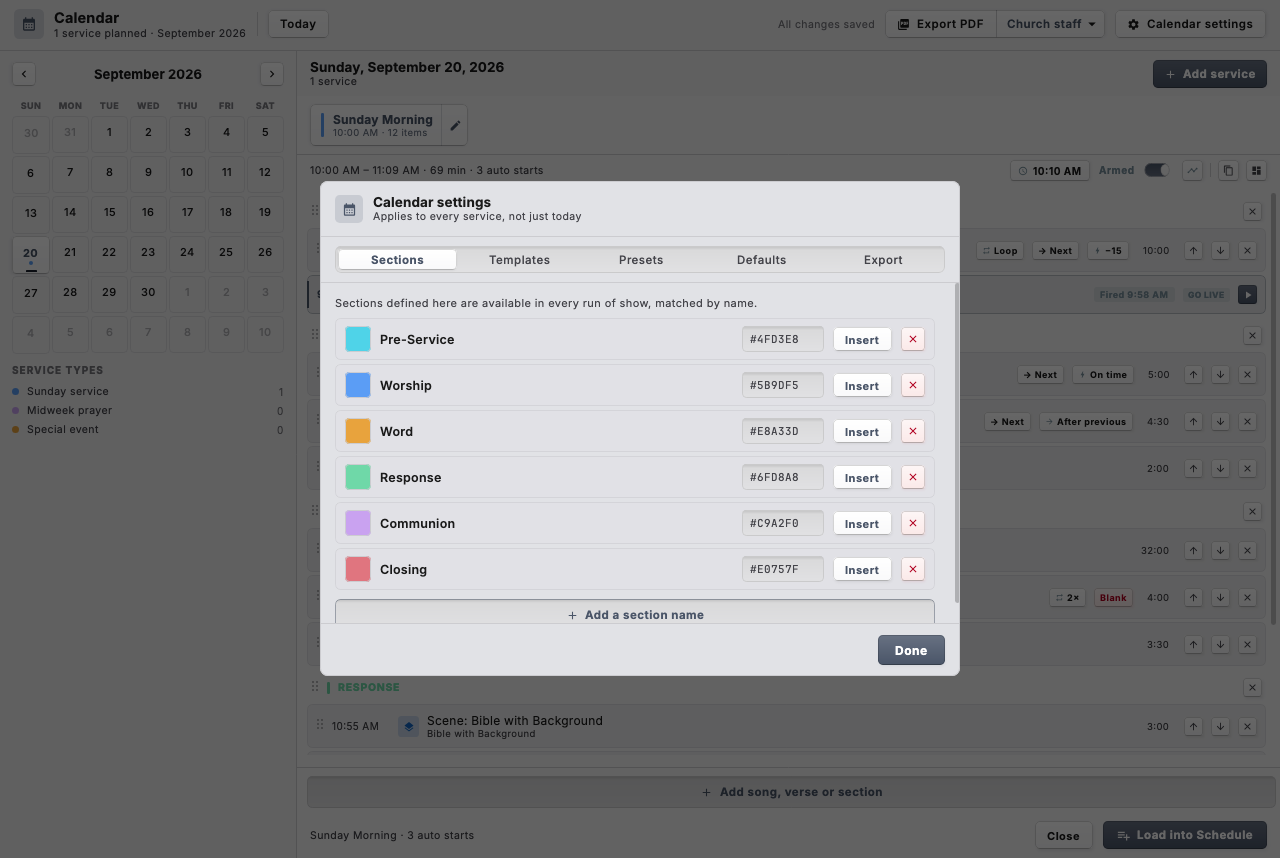 Calendar
1 service planned · September 2026
Today
All changes saved
Export PDF
Church staff
Calendar settings
September 2026
SUN MON TUE WED THU FRI SAT
30 31 1 2 3 4 5
6 7 8 9 10 11 12
13 14 15 16 17 18 19
20 21 22 23 24 25 26
27 28 29 30 1 2 3
4 5 6 7 8 9 10
SERVICE TYPES
Sunday service 1
Midweek prayer 0
Special event 0
Sunday, September 20, 2026
1 service
+ Add service
Sunday Morning
10:00 AM · 12 items
10:00 AM – 11:09 AM · 69 min · 3 auto starts
10:10 AM
Armed
Loop → Next −15 10:00
Fired 9:58 AM GO LIVE
→ Next On time 5:00
→ Next → After previous 4:30
2:00
32:00
2× Blank 4:00
3:30
Calendar settings
Applies to every service, not just today
Sections Templates Presets Defaults Export
Sections defined here are available in every run of show, matched by name.
Pre-Service #4FD3E8 Insert
Worship #5B9DF5 Insert
Word #E8A33D Insert
Response #6FD8A8 Insert
Communion #C9A2F0 Insert
Closing #E0757F Insert
+ Add a section name
Done
RESPONSE
10:55 AM Scene: Bible with Background 3:00
Bible with Background
+ Add song, verse or section
Sunday Morning · 3 auto starts
Close
Load into Schedule